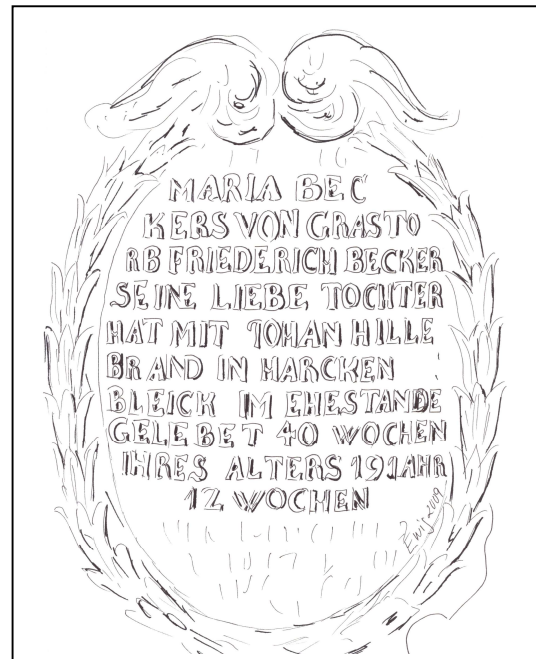 MARIA BEC
KERS VON GRASTO
RB FRIEDERICH BECKER
SEINE LIEBE TOCHTER
HAT MIT JOHAN HILLE
BRAND IN MARCKEN
BLEICK IM EHESTANDE
GELEBET 40 WOCHEN
IHRES ALTERS 19 JAHR
12 WOCHEN